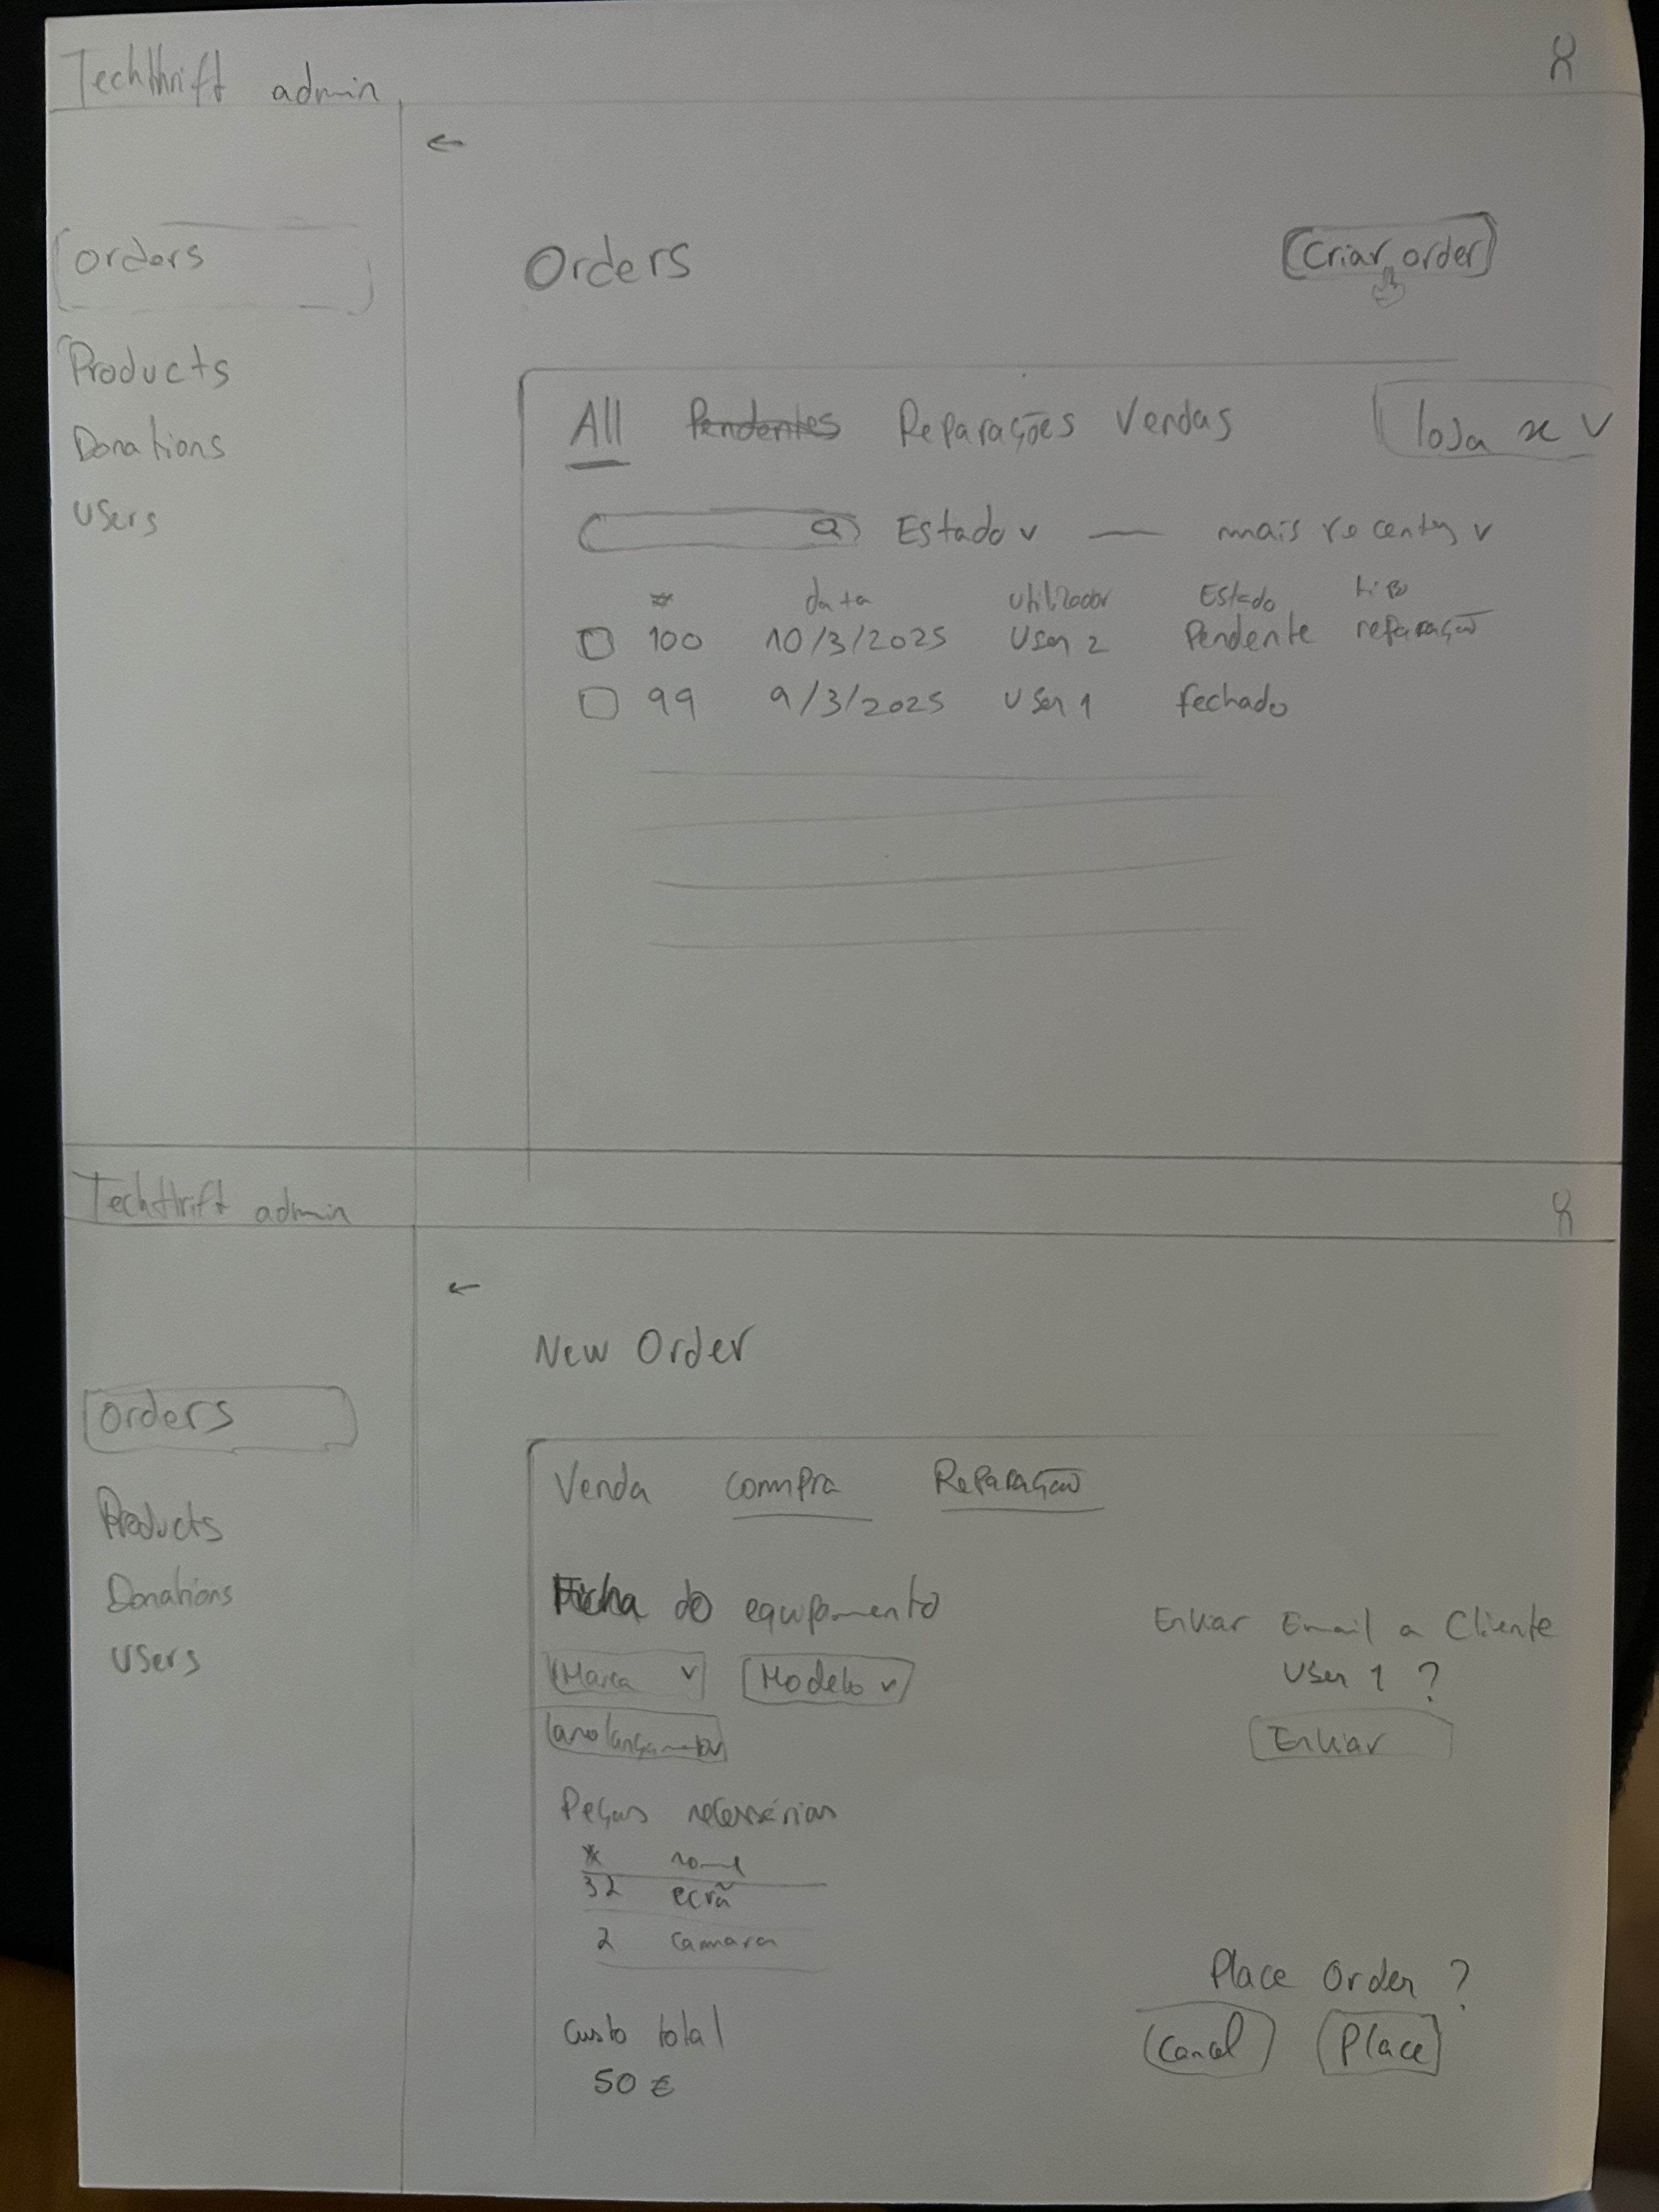 Techthrift admin
←
Orders
Products
Donations
Users
Orders
Criar order
All Pendentes Reparações Vendas loja x v
Estado v — mais recentes v
# data utilizador Estado tipo
100 10/3/2025 User 2 Pendente reparação
99 9/3/2025 User 1 fechado
Techthrift admin
←
Orders
Products
Donations
Users
New Order
Venda Compra Reparação
Ficha do equipamento
Marca v Modelo v
ano lançamento v
Enviar Email a Cliente
User 1 ?
Enviar
Peças necessárias
# nome
32 ecrã
2 camara
Custo total
50 €
Place Order ?
Cancel Place